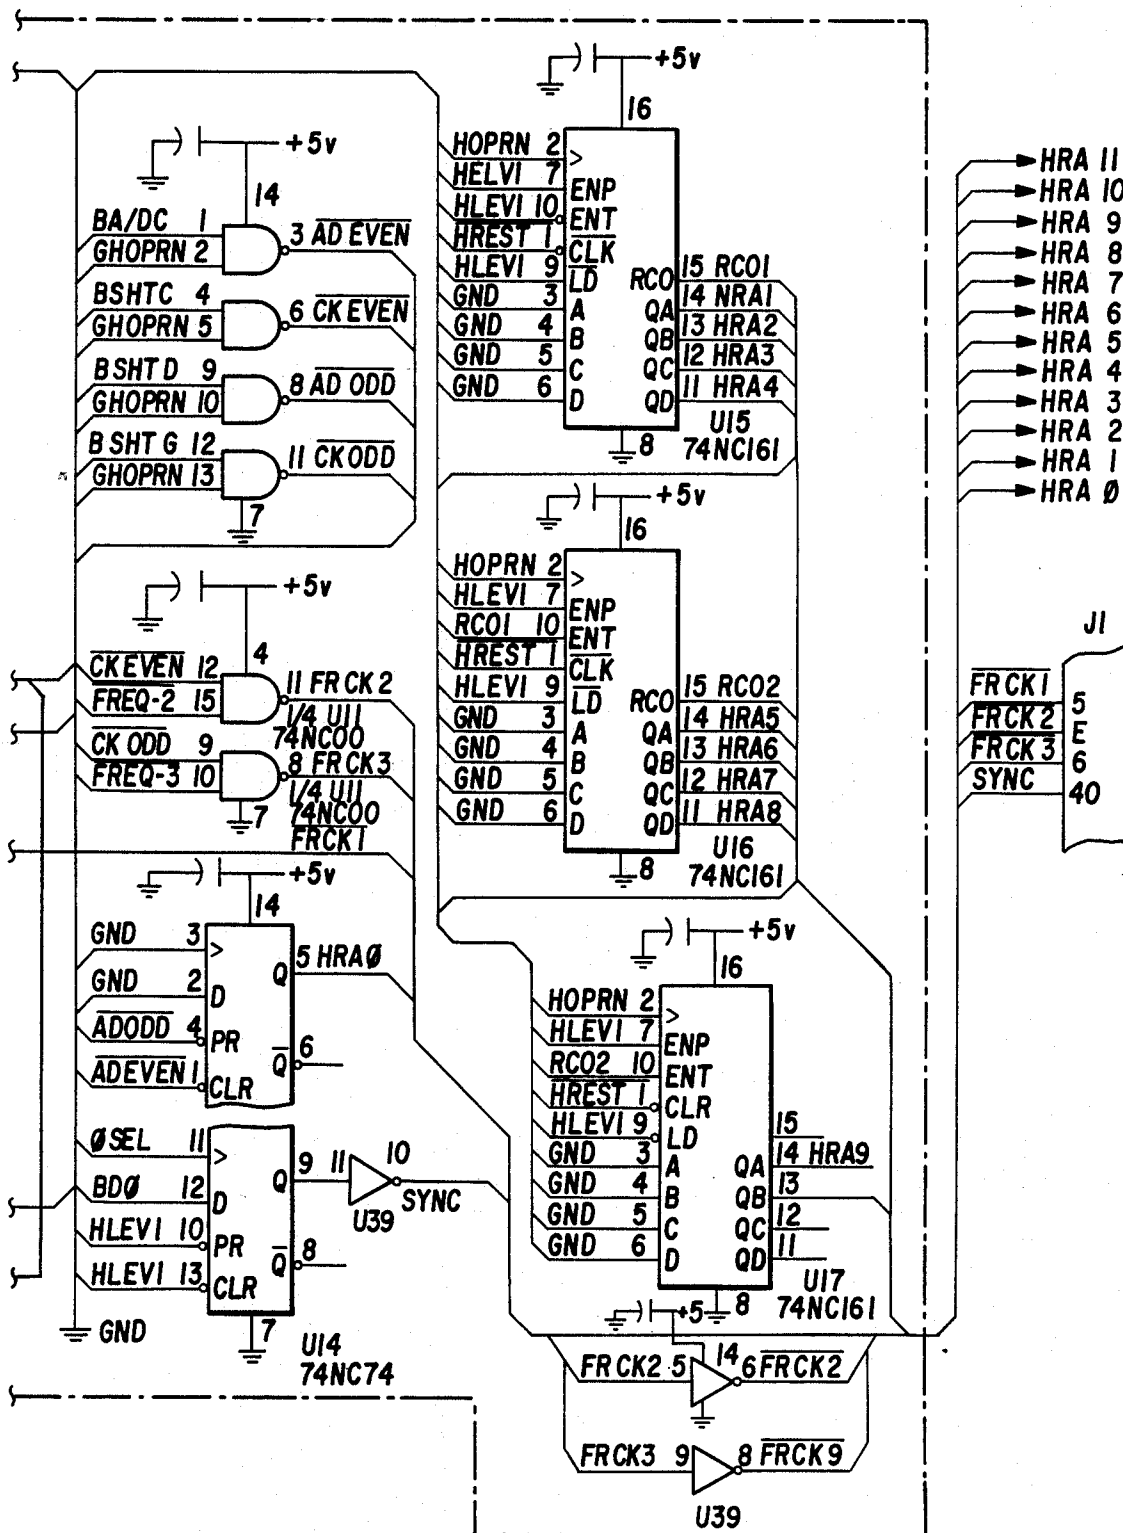 +5v
14
BA/DC 1
GHOPRN 2
3 AD EVEN
BSHTC 4
GHOPRN 5
6 CK EVEN
BSHT D 9
GHOPRN 10
8 AD ODD
BSHT G 12
GHOPRN 13
11 CKODD
7
+5v
4
CKEVEN 12
FREQ-2 15
11 FRCK2
1/4 U11
74NC00
CK ODD 9
FREQ-3 10
8 FRCK3
1/4 U11
74NC00
7
FRCK1
+5v
14
GND 3
>
GND 2
D
ADODD 4
PR
ADEVEN 1
CLR
Q
5 HRAØ
Q
6
ØSEL 11
>
BDØ 12
D
HLEVI 10
PR
HLEVI 13
CLR
Q
9
11
10
SYNC
U39
Q
8
7
U14
74NC74
GND
+5v
16
HOPRN 2
>
HELVI 7
ENP
HLEVI 10
ENT
HREST 1
CLK
HLEVI 9
LD
GND 3
A
GND 4
B
GND 5
C
GND 6
D
RCO 15 RCO1
QA 14 NRA1
QB 13 HRA2
QC 12 HRA3
QD 11 HRA4
U15
74NC161
8
+5v
16
HOPRN 2
>
HLEVI 7
ENP
RCO1 10
ENT
HREST 1
CLK
HLEVI 9
LD
GND 3
A
GND 4
B
GND 5
C
GND 6
D
RCO 15 RCO2
QA 14 HRA5
QB 13 HRA6
QC 12 HRA7
QD 11 HRA8
U16
74NC161
8
+5v
16
HOPRN 2
>
HLEVI 7
ENP
RCO2 10
ENT
HREST 1
CLR
HLEVI 9
LD
GND 3
A
GND 4
B
GND 5
C
GND 6
D
15
QA 14 HRA9
QB 13
QC 12
QD 11
U17
74NC161
8
+5
14
FRCK2 5
6 FRCK2
FRCK3 9
8 FRCK9
U39
HRA 11
HRA 10
HRA 9
HRA 8
HRA 7
HRA 6
HRA 5
HRA 4
HRA 3
HRA 2
HRA 1
HRA Ø
J1
FRCK1 5
FRCK2 E
FRCK3 6
SYNC 40